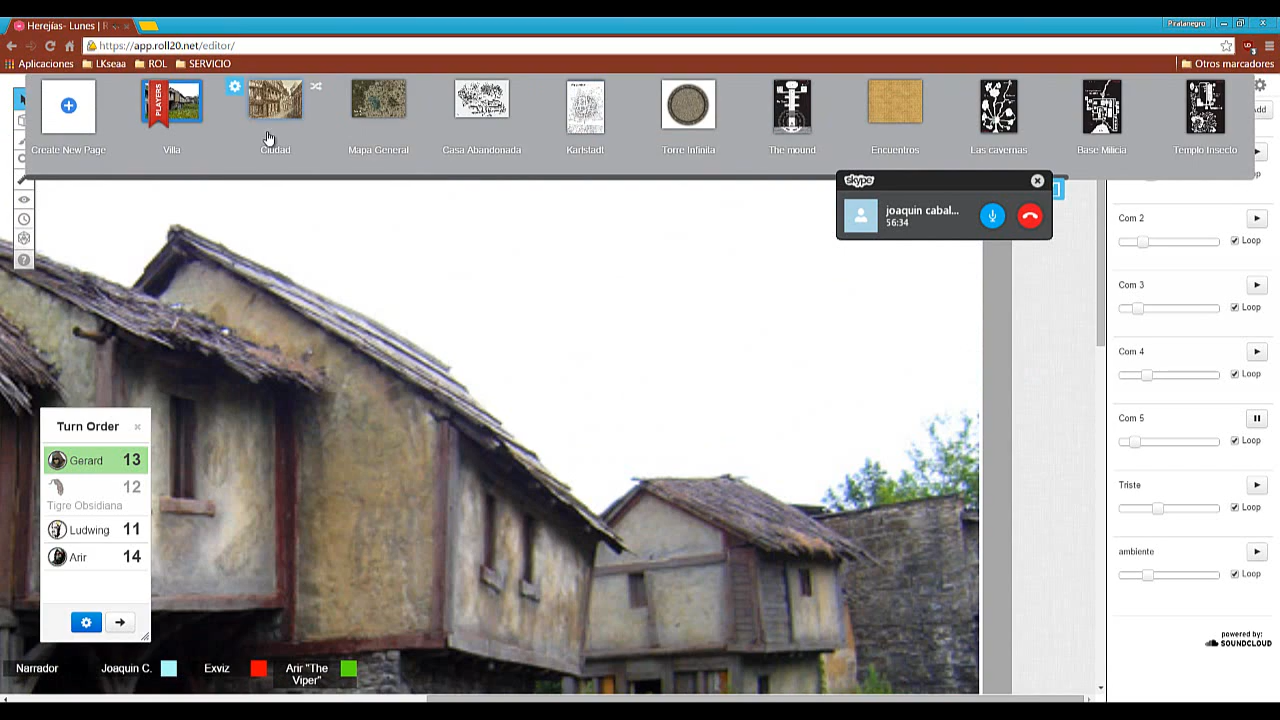 Herejías- Lunes | R
Piratanegro
https://app.roll20.net/editor/
Aplicaciones
LKseaa
ROL
SERVICIO
Otros marcadores
PLAYERS
Create New Page
Villa
Ciudad
Mapa General
Casa Abandonada
Karlstadt
Torre Infinita
The mound
Encuentros
Las cavernas
Base Milicia
Templo Insecto
skype
joaquin cabal...
56:34
Com 2
Loop
Com 3
Loop
Com 4
Loop
Com 5
Loop
Triste
Loop
ambiente
Loop
powered by:
SOUNDCLOUD
Turn Order
Gerard 13
12
Tigre Obsidiana
Ludwing 11
Arir 14
Narrador
Joaquin C.
Exviz
Arir "The
Viper"